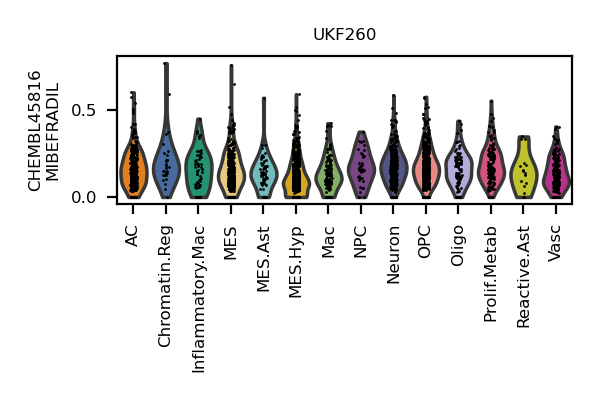 UKF260
CHEMBL45816
MIBEFRADIL
0.5
0.0
AC
Chromatin.Reg
Inflammatory.Mac
MES
MES.Ast
MES.Hyp
Mac
NPC
Neuron
OPC
Oligo
Prolif.Metab
Reactive.Ast
Vasc